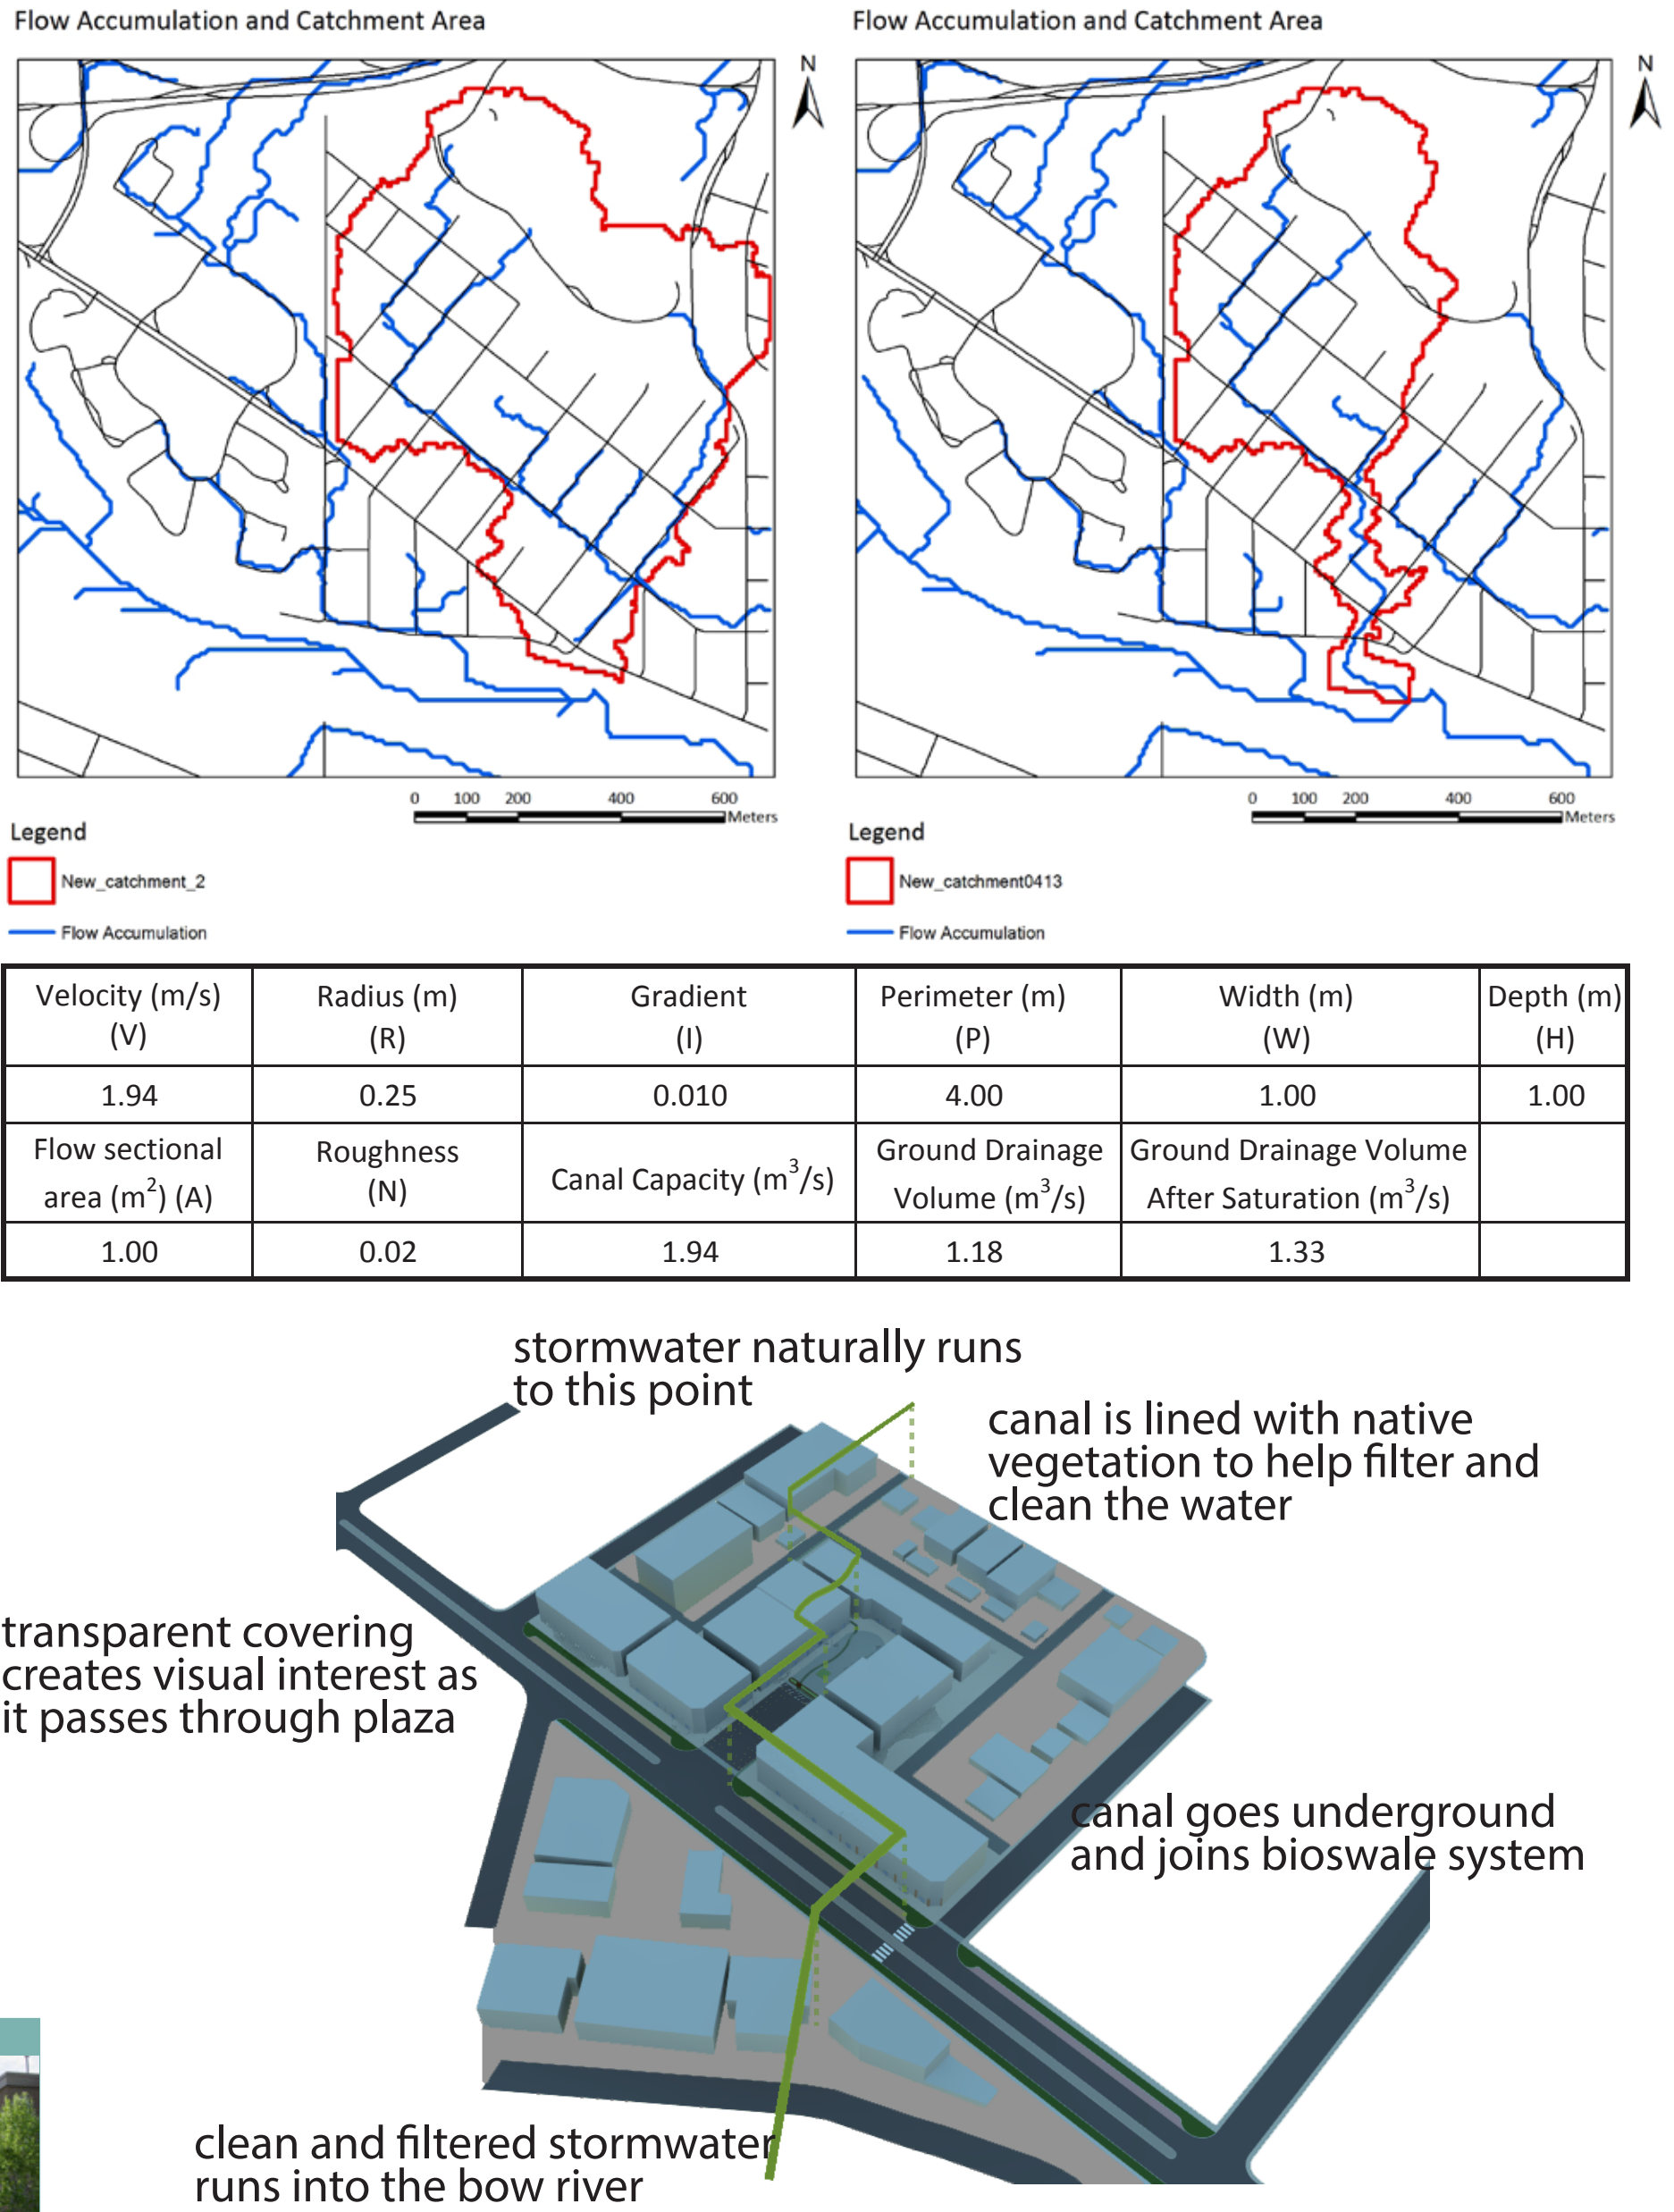 Flow Accumulation and Catchment Area
N
0 100 200 400 600
Meters
Legend
New_catchment_2
Flow Accumulation
Flow Accumulation and Catchment Area
N
0 100 200 400 600
Meters
Legend
New_catchment0413
Flow Accumulation
Velocity (m/s) (V) Radius (m) (R) Gradient (I) Perimeter (m) (P) Width (m) (W) Depth (m) (H)
1.94 0.25 0.010 4.00 1.00 1.00
Flow sectional area (m²) (A) Roughness (N) Canal Capacity (m³/s) Ground Drainage Volume (m³/s) Ground Drainage Volume After Saturation (m³/s)
1.00 0.02 1.94 1.18 1.33
stormwater naturally runs
to this point
canal is lined with native
vegetation to help filter and
clean the water
transparent covering
creates visual interest as
it passes through plaza
canal goes underground
and joins bioswale system
clean and filtered stormwater
runs into the bow river